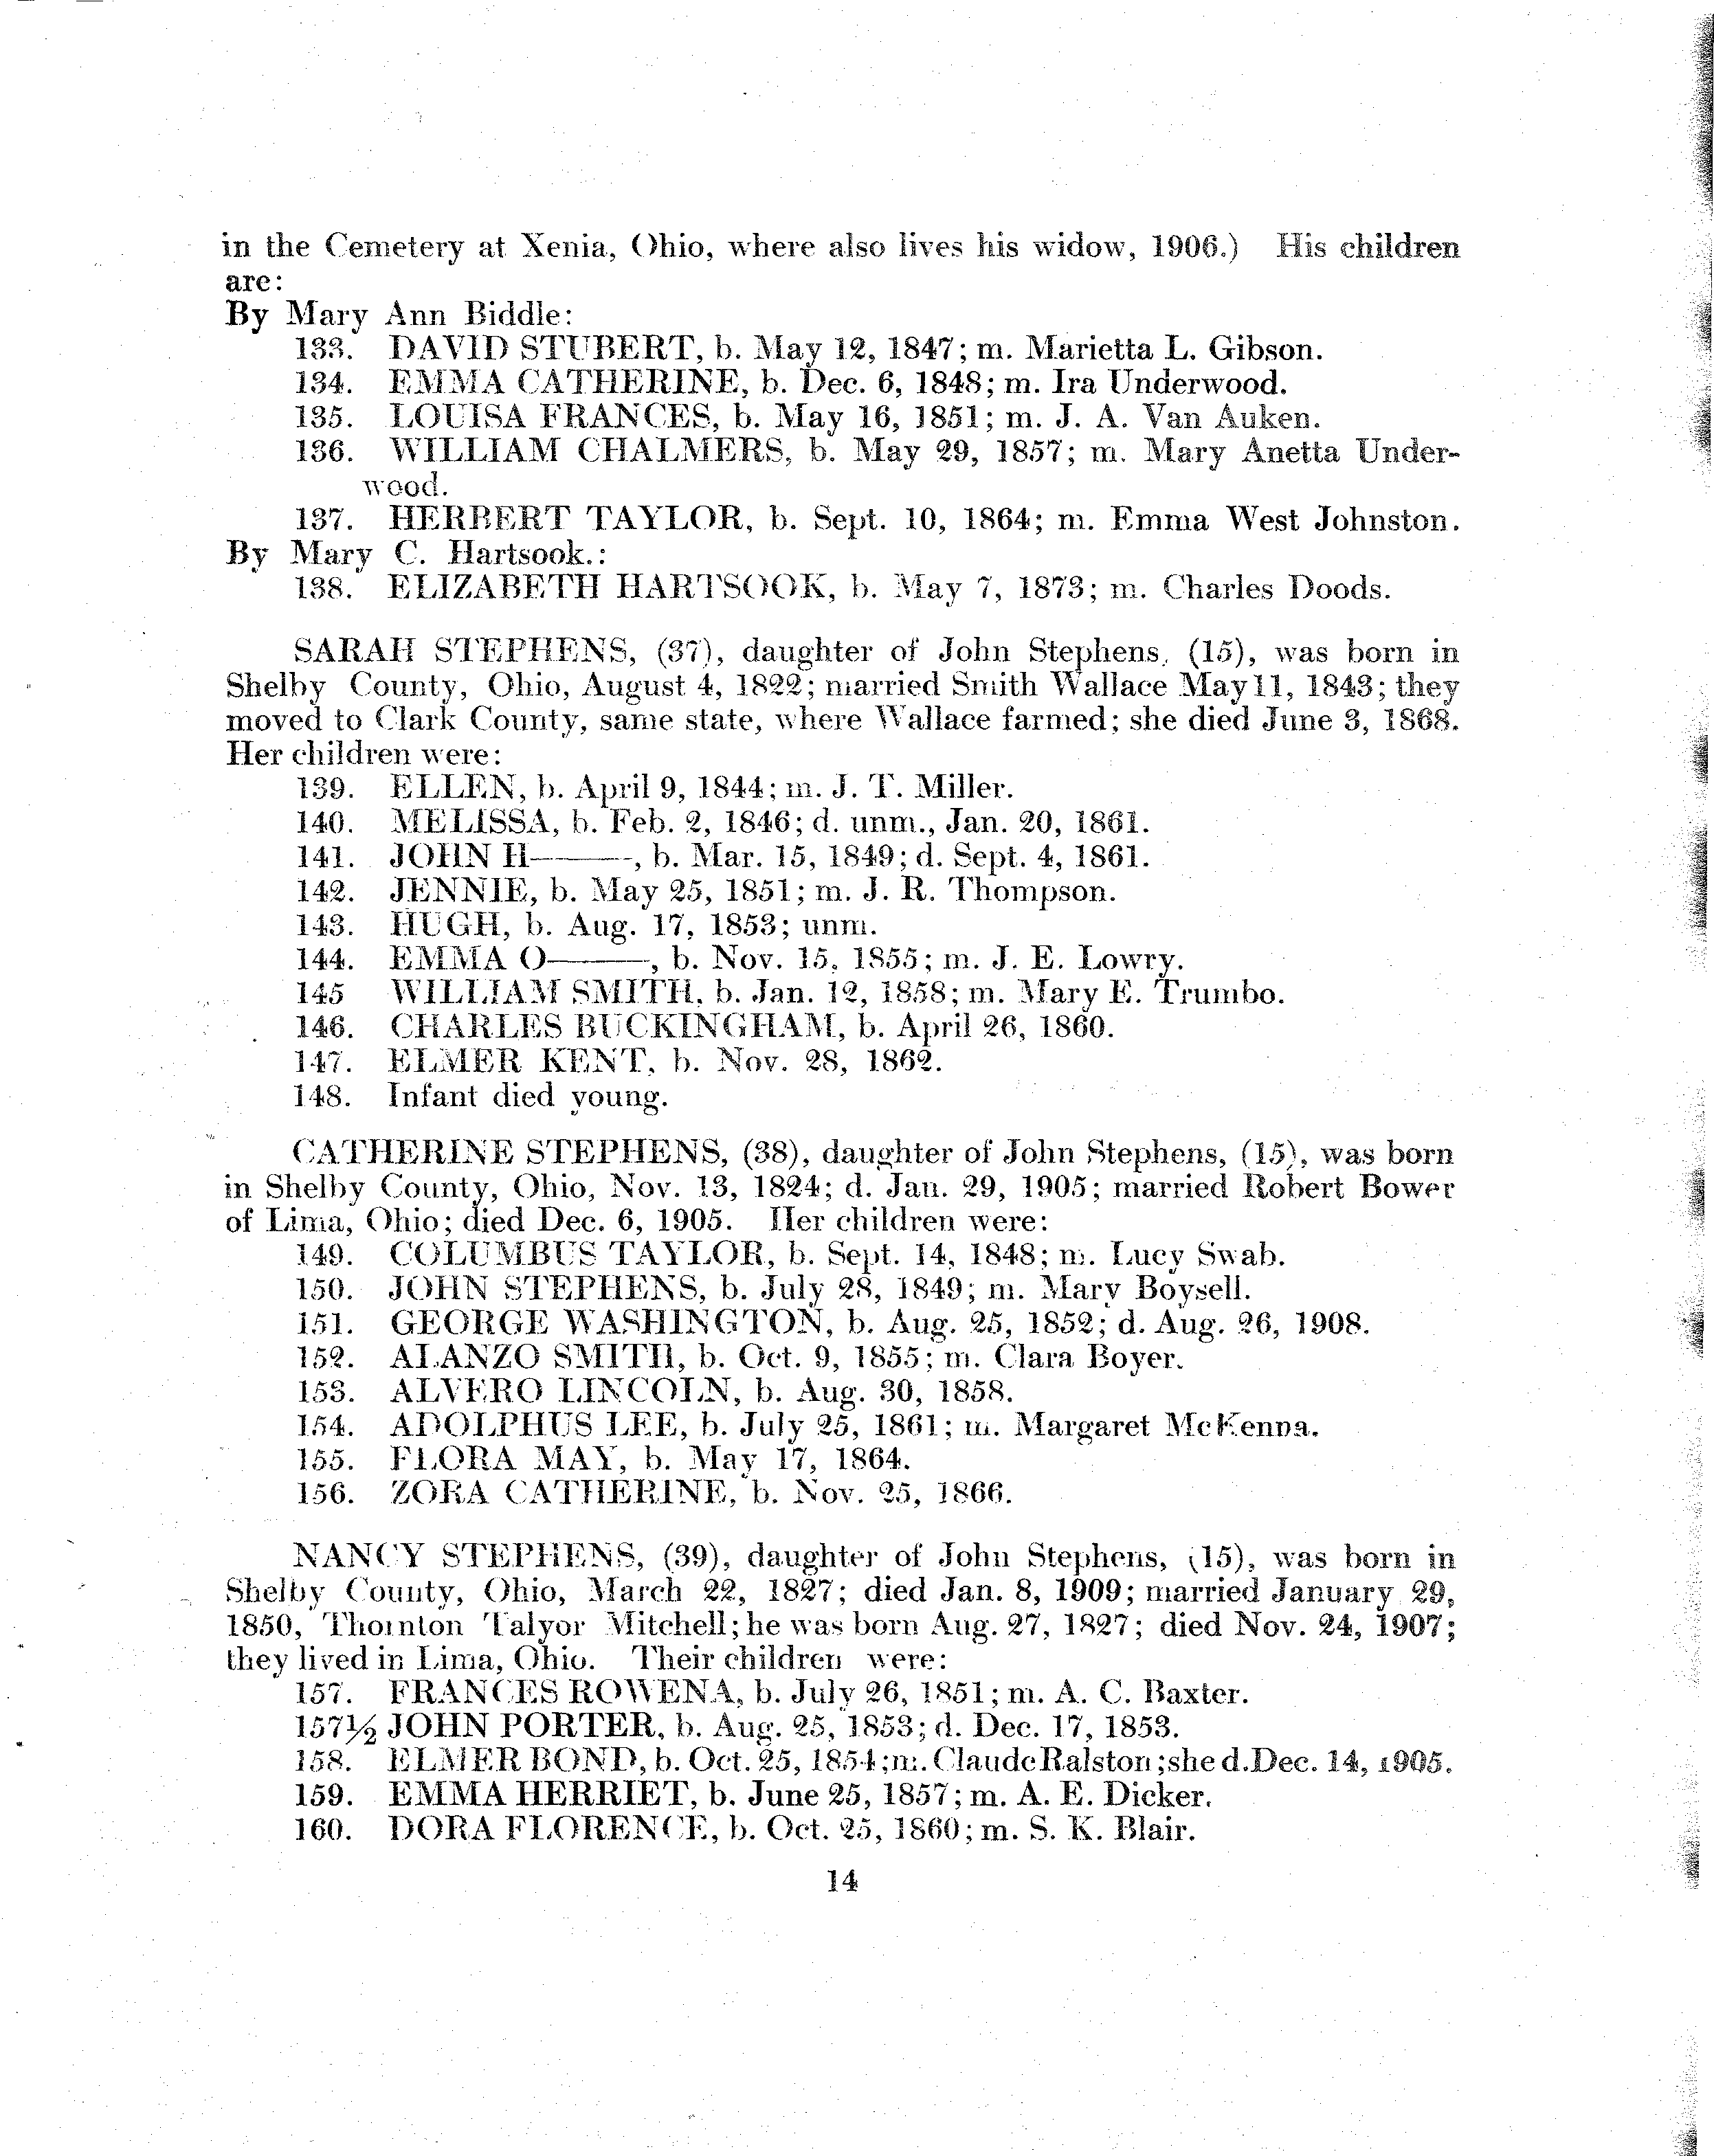 in the Cemetery at Xenia, Ohio, where also lives his widow, 1906.) His children
are:
By Mary Ann Biddle:
133. DAVID STUBERT, b. May 12, 1847; m. Marietta L. Gibson.
134. EMMA CATHERINE, b. Dec. 6, 1848; m. Ira Underwood.
135. LOUISA FRANCES, b. May 16, 1851; m. J. A. Van Auken.
136. WILLIAM CHALMERS, b. May 29, 1857; m. Mary Anetta Under-
wood.
137. HERBERT TAYLOR, b. Sept. 10, 1864; m. Emma West Johnston.
By Mary C. Hartsook.:
138. ELIZABETH HARTSOOK, b. May 7, 1873; m. Charles Doods.
SARAH STEPHENS, (37), daughter of John Stephens, (15), was born in
Shelby County, Ohio, August 4, 1822; married Smith Wallace May 11, 1843; they
moved to Clark County, same state, where Wallace farmed; she died June 3, 1868.
Her children were:
139. ELLEN, b. April 9, 1844; m. J. T. Miller.
140. MELISSA, b. Feb. 2, 1846; d. unm., Jan. 20, 1861.
141. JOHN H———, b. Mar. 15, 1849; d. Sept. 4, 1861.
142. JENNIE, b. May 25, 1851; m. J. R. Thompson.
143. HUGH, b. Aug. 17, 1853; unm.
144. EMMA O———, b. Nov. 15, 1855; m. J. E. Lowry.
145 WILLIAM SMITH, b. Jan. 12, 1858; m. Mary E. Trumbo.
146. CHARLES BUCKINGHAM, b. April 26, 1860.
147. ELMER KENT, b. Nov. 28, 1862.
148. Infant died young.
CATHERINE STEPHENS, (38), daughter of John Stephens, (15), was born
in Shelby County, Ohio, Nov. 13, 1824; d. Jan. 29, 1905; married Robert Bower
of Lima, Ohio; died Dec. 6, 1905. Her children were:
149. COLUMBUS TAYLOR, b. Sept. 14, 1848; m. Lucy Swab.
150. JOHN STEPHENS, b. July 28, 1849; m. Mary Boysell.
151. GEORGE WASHINGTON, b. Aug. 25, 1852; d. Aug. 26, 1908.
152. ALANZO SMITH, b. Oct. 9, 1855; m. Clara Boyer.
153. ALVERO LINCOLN, b. Aug. 30, 1858.
154. ADOLPHUS LEE, b. July 25, 1861; m. Margaret McKenna.
155. FLORA MAY, b. May 17, 1864.
156. ZORA CATHERINE, b. Nov. 25, 1866.
NANCY STEPHENS, (39), daughter of John Stephens, (15), was born in
Shelby County, Ohio, March 22, 1827; died Jan. 8, 1909; married January 29,
1850, Thornton Talyor Mitchell; he was born Aug. 27, 1827; died Nov. 24, 1907;
they lived in Lima, Ohio. Their children were:
157. FRANCES ROWENA, b. July 26, 1851; m. A. C. Baxter.
157½ JOHN PORTER, b. Aug. 25, 1853; d. Dec. 17, 1853.
158. ELMER BOND, b. Oct. 25, 1854; m. Claude Ralston; she d. Dec. 14, 1905.
159. EMMA HERRIET, b. June 25, 1857; m. A. E. Dicker.
160. DORA FLORENCE, b. Oct. 25, 1860; m. S. K. Blair.
14